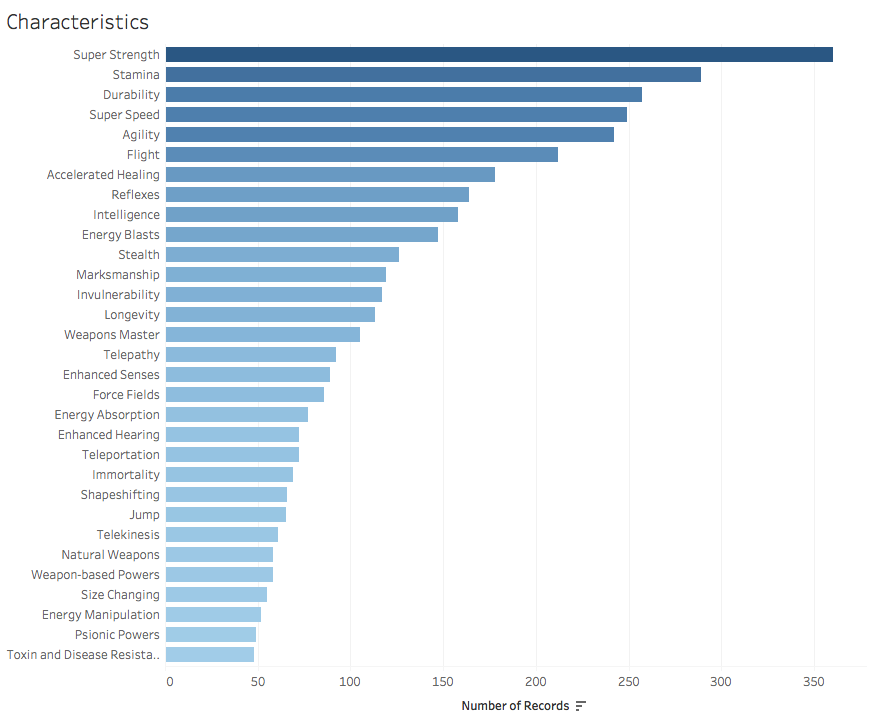 Characteristics
Super Strength
Stamina
Durability
Super Speed
Agility
Flight
Accelerated Healing
Reflexes
Intelligence
Energy Blasts
Stealth
Marksmanship
Invulnerability
Longevity
Weapons Master
Telepathy
Enhanced Senses
Force Fields
Energy Absorption
Enhanced Hearing
Teleportation
Immortality
Shapeshifting
Jump
Telekinesis
Natural Weapons
Weapon-based Powers
Size Changing
Energy Manipulation
Psionic Powers
Toxin and Disease Resista..
0 50 100 150 200 250 300 350
Number of Records